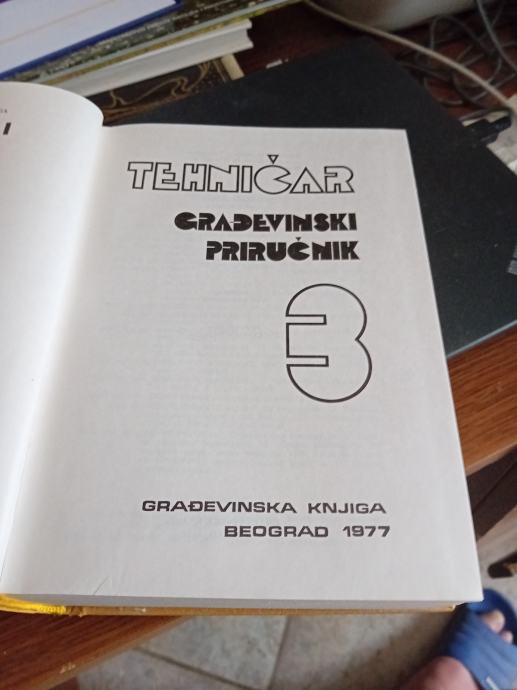 TEHNIČAR
GRAĐEVINSKI
PRIRUČNIK
3
GRAĐEVINSKA KNJIGA
BEOGRAD 1977